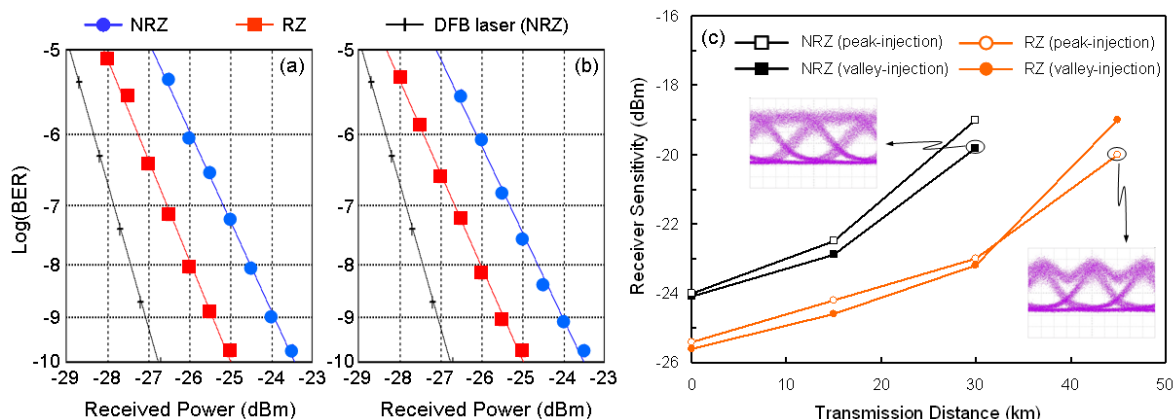 NRZ
RZ
DFB laser (NRZ)
(a)
Log(BER)
-5
-6
-7
-8
-9
-10
-29 -28 -27 -26 -25 -24 -23
Received Power (dBm)
(b)
-5
-6
-7
-8
-9
-10
-29 -28 -27 -26 -25 -24 -23
Received Power (dBm)
(c)
NRZ (peak-injection)
RZ (peak-injection)
NRZ (valley-injection)
RZ (valley-injection)
Receiver Sensitivity (dBm)
-16
-18
-20
-22
-24
-26
0 10 20 30 40 50
Transmission Distance (km)